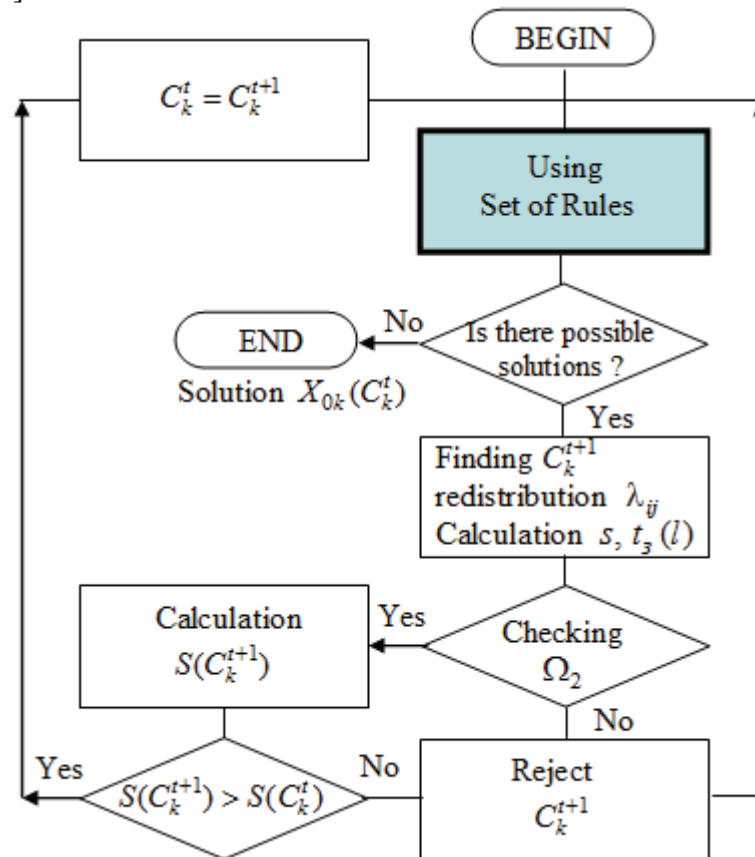 ]
BEGIN
C_k^t = C_k^{t+1}
Using
Set of Rules
No
Is there possible
solutions ?
END
Solution X_{0k}(C_k^t)
Yes
Finding C_k^{t+1}
redistribution λ_{ij}
Calculation s, t_з(l)
Calculation
S(C_k^{t+1})
Yes
Checking
Ω_2
No
Yes
S(C_k^{t+1}) > S(C_k^t)
No
Reject
C_k^{t+1}